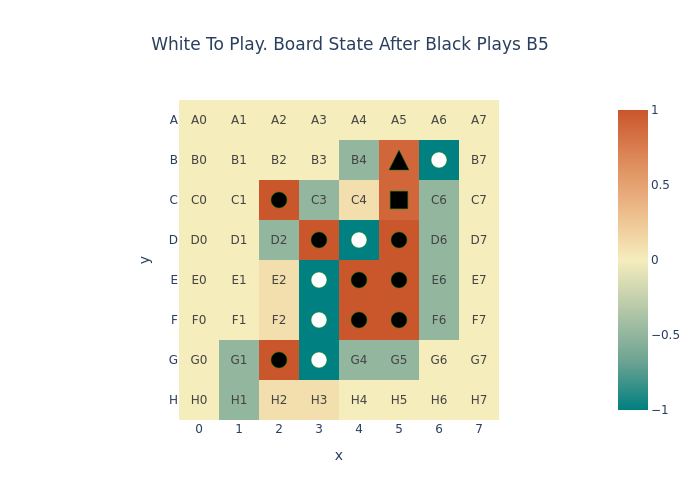 White To Play. Board State After Black Plays B5
A A0 A1 A2 A3 A4 A5 A6 A7
B B0 B1 B2 B3 B4 B7
C C0 C1 C3 C4 C6 C7
D D0 D1 D2 D6 D7
E E0 E1 E2 E6 E7
F F0 F1 F2 F6 F7
G G0 G1 G4 G5 G6 G7
H H0 H1 H2 H3 H4 H5 H6 H7
0 1 2 3 4 5 6 7
x
y
1
0.5
0
−0.5
−1